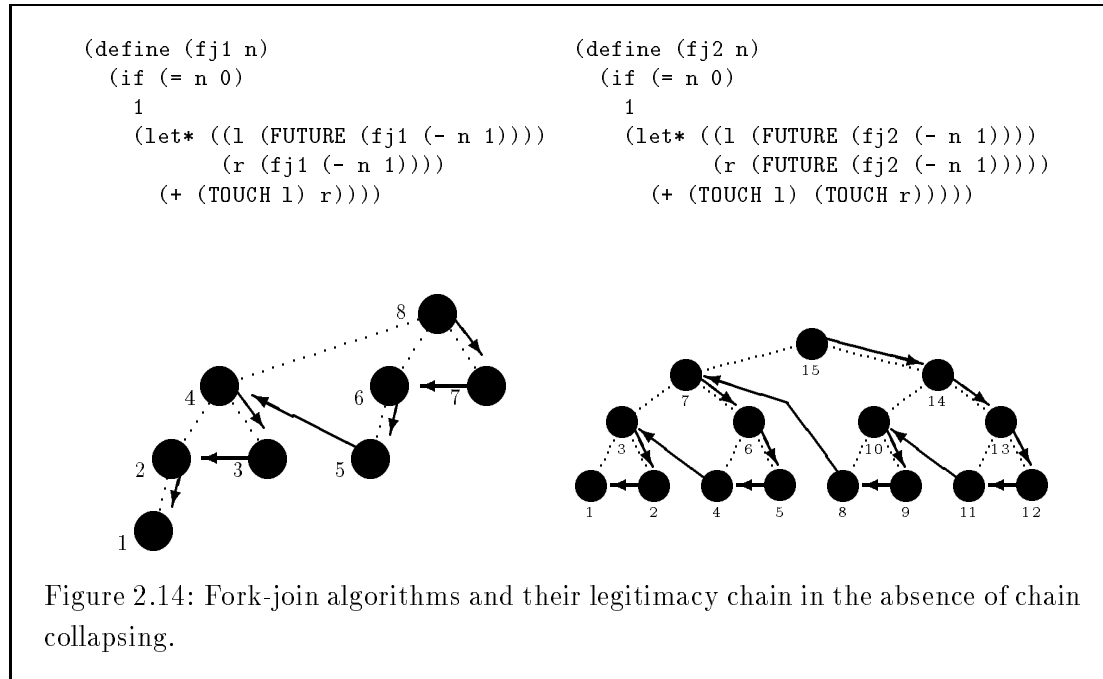 (define (fj1 n)
(if (= n 0)
1
(let* ((l (FUTURE (fj1 (- n 1))))
(r (fj1 (- n 1))))
(+ (TOUCH l) r))))
(define (fj2 n)
(if (= n 0)
1
(let* ((l (FUTURE (fj2 (- n 1))))
(r (FUTURE (fj2 (- n 1)))))
(+ (TOUCH l) (TOUCH r)))))
8
4
6
7
2
3
5
1
15
7
14
3
6
10
13
1
2
4
5
8
9
11
12
Figure 2.14: Fork-join algorithms and their legitimacy chain in the absence of chain
collapsing.